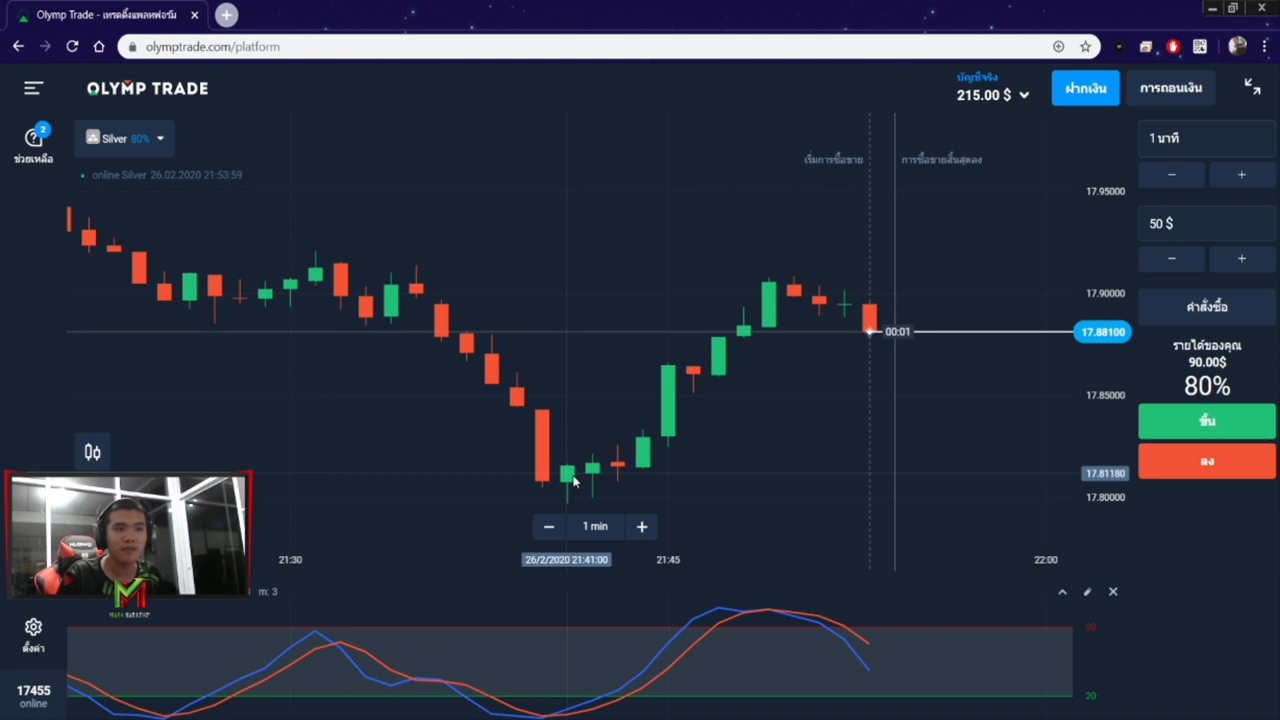 Olymp Trade - เทรดดิ้งแพลทฟอร์ม
olymptrade.com/platform
OLYMP TRADE
บัญชีจริง
215.00 $
ฝากเงิน
การถอนเงิน
2
ช่วยเหลือ
Silver 80%
online Silver 26.02.2020 21:53:59
เริ่มการซื้อขาย
การซื้อขายสิ้นสุดลง
1 นาที
− +
50 $
− +
คำสั่งซื้อ
รายได้ของคุณ
90.00$
80%
ขึ้น
ลง
17.95000
17.90000
00:01
17.88100
17.85000
17.81180
17.80000
− 1 min +
21:30
26/2/2020 21:41:00
21:45
22:00
m: 3
80
20
ตั้งค่า
17455
online